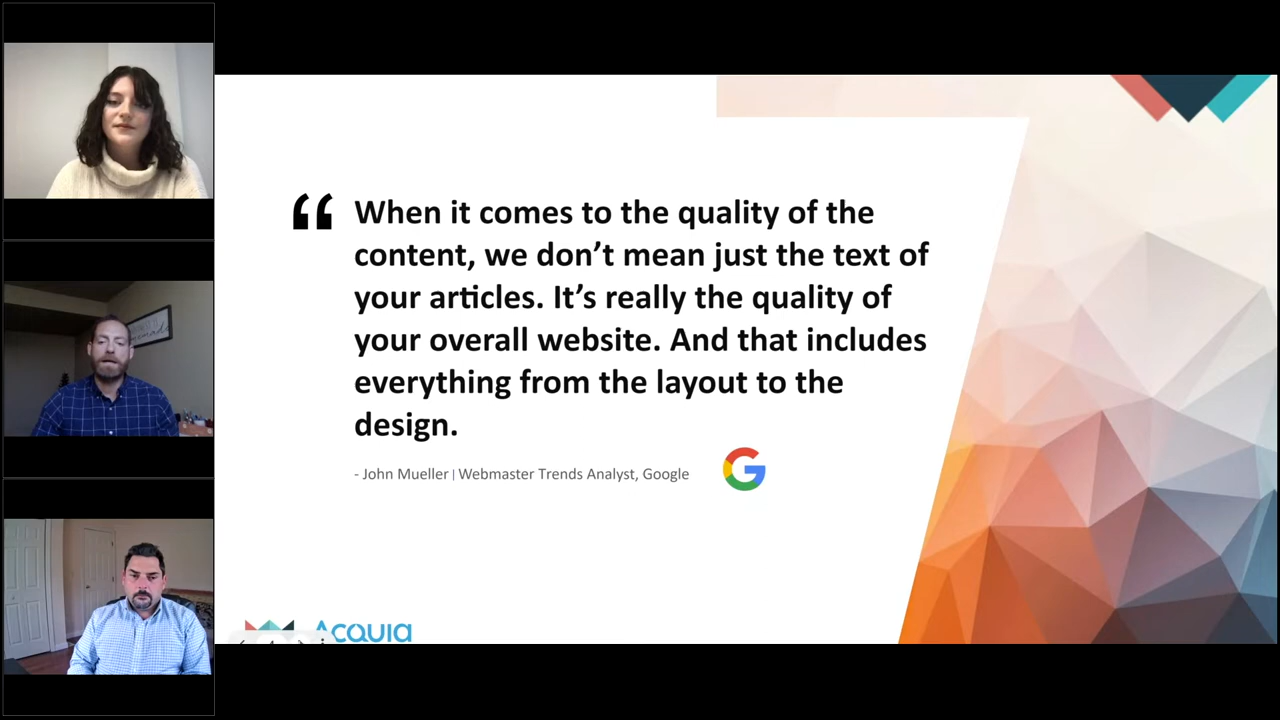 “ When it comes to the quality of the
content, we don’t mean just the text of
your articles. It’s really the quality of
your overall website. And that includes
everything from the layout to the
design.
- John Mueller | Webmaster Trends Analyst, Google
G
Acquia